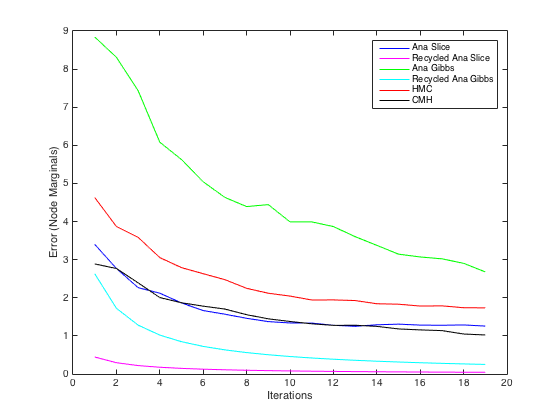 9
8
7
6
5
4
3
2
1
0
Error (Node Marginals)
0
2
4
6
8
10
12
14
16
18
20
Iterations
Ana Slice
Recycled Ana Slice
Ana Gibbs
Recycled Ana Gibbs
HMC
CMH